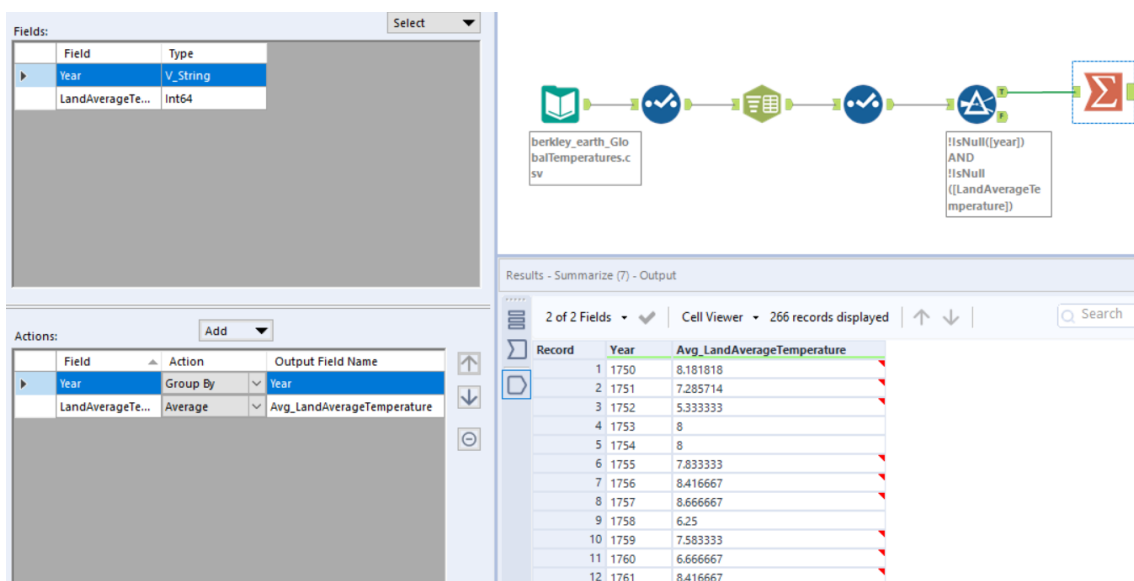 Select
Fields:
Field Type
Year V_String
LandAverageTe... Int64
Actions:
Add
Field Action Output Field Name
Year Group By Year
LandAverageTe... Average Avg_LandAverageTemperature
berkley_earth_Glo
balTemperatures.c
sv
T
F
!IsNull([year])
AND
!IsNull
([LandAverageTe
mperature])
Results - Summarize (7) - Output
2 of 2 Fields Cell Viewer 266 records displayed Search
Record Year Avg_LandAverageTemperature
1 1750 8.181818
2 1751 7.285714
3 1752 5.333333
4 1753 8
5 1754 8
6 1755 7.833333
7 1756 8.416667
8 1757 8.666667
9 1758 6.25
10 1759 7.583333
11 1760 6.666667
12 1761 8.416667